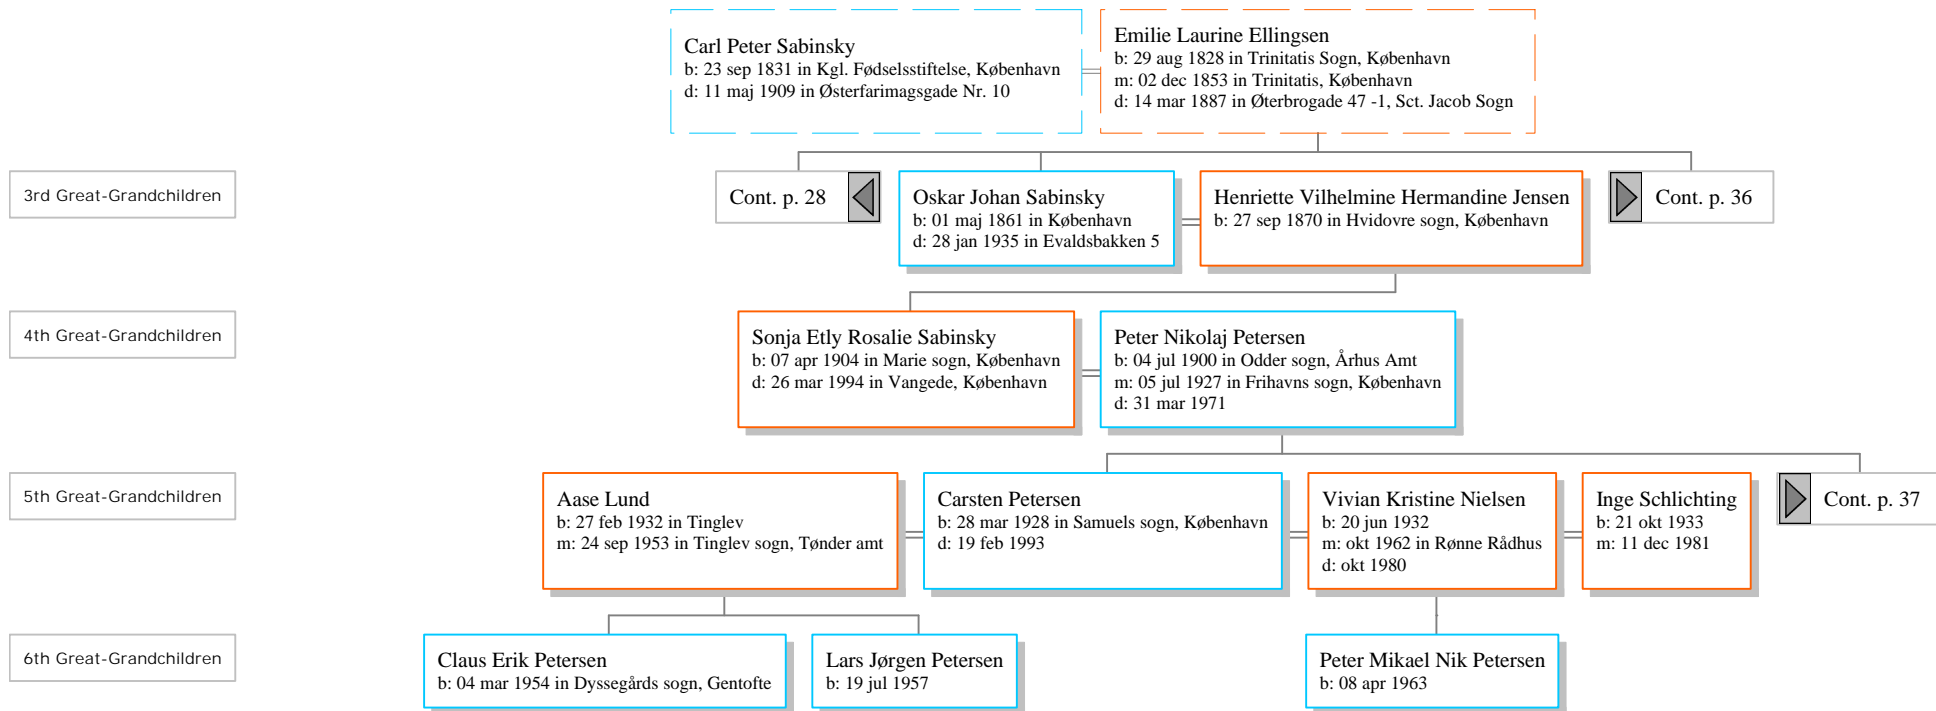 Carl Peter Sabinsky
b: 23 sep 1831 in Kgl. Fødselsstiftelse, København
d: 11 maj 1909 in Østerfarimagsgade Nr. 10
Emilie Laurine Ellingsen
b: 29 aug 1828 in Trinitatis Sogn, København
m: 02 dec 1853 in Trinitatis, København
d: 14 mar 1887 in Øterbrogade 47 -1, Sct. Jacob Sogn
3rd Great-Grandchildren
Cont. p. 28
Oskar Johan Sabinsky
b: 01 maj 1861 in København
d: 28 jan 1935 in Evaldsbakken 5
Henriette Vilhelmine Hermandine Jensen
b: 27 sep 1870 in Hvidovre sogn, København
Cont. p. 36
4th Great-Grandchildren
Sonja Etly Rosalie Sabinsky
b: 07 apr 1904 in Marie sogn, København
d: 26 mar 1994 in Vangede, København
Peter Nikolaj Petersen
b: 04 jul 1900 in Odder sogn, Århus Amt
m: 05 jul 1927 in Frihavns sogn, København
d: 31 mar 1971
5th Great-Grandchildren
Aase Lund
b: 27 feb 1932 in Tinglev
m: 24 sep 1953 in Tinglev sogn, Tønder amt
Carsten Petersen
b: 28 mar 1928 in Samuels sogn, København
d: 19 feb 1993
Vivian Kristine Nielsen
b: 20 jun 1932
m: okt 1962 in Rønne Rådhus
d: okt 1980
Inge Schlichting
b: 21 okt 1933
m: 11 dec 1981
Cont. p. 37
6th Great-Grandchildren
Claus Erik Petersen
b: 04 mar 1954 in Dyssegårds sogn, Gentofte
Lars Jørgen Petersen
b: 19 jul 1957
Peter Mikael Nik Petersen
b: 08 apr 1963